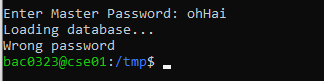 Enter Master Password: ohHai
Loading database...
Wrong password
bac0323@cse01:/tmp$